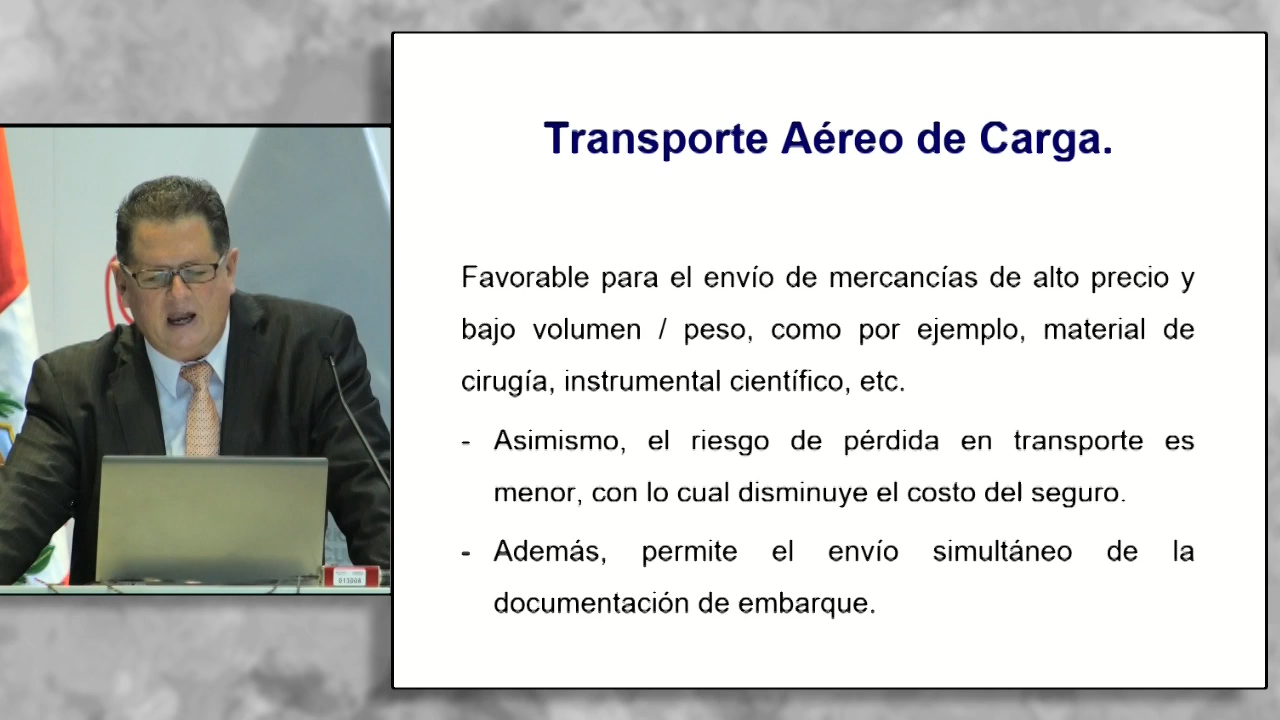 Transporte Aéreo de Carga.
Favorable para el envío de mercancías de alto precio y
bajo volumen / peso, como por ejemplo, material de
cirugía, instrumental científico, etc.
- Asimismo, el riesgo de pérdida en transporte es
menor, con lo cual disminuye el costo del seguro.
- Además, permite el envío simultáneo de la
documentación de embarque.